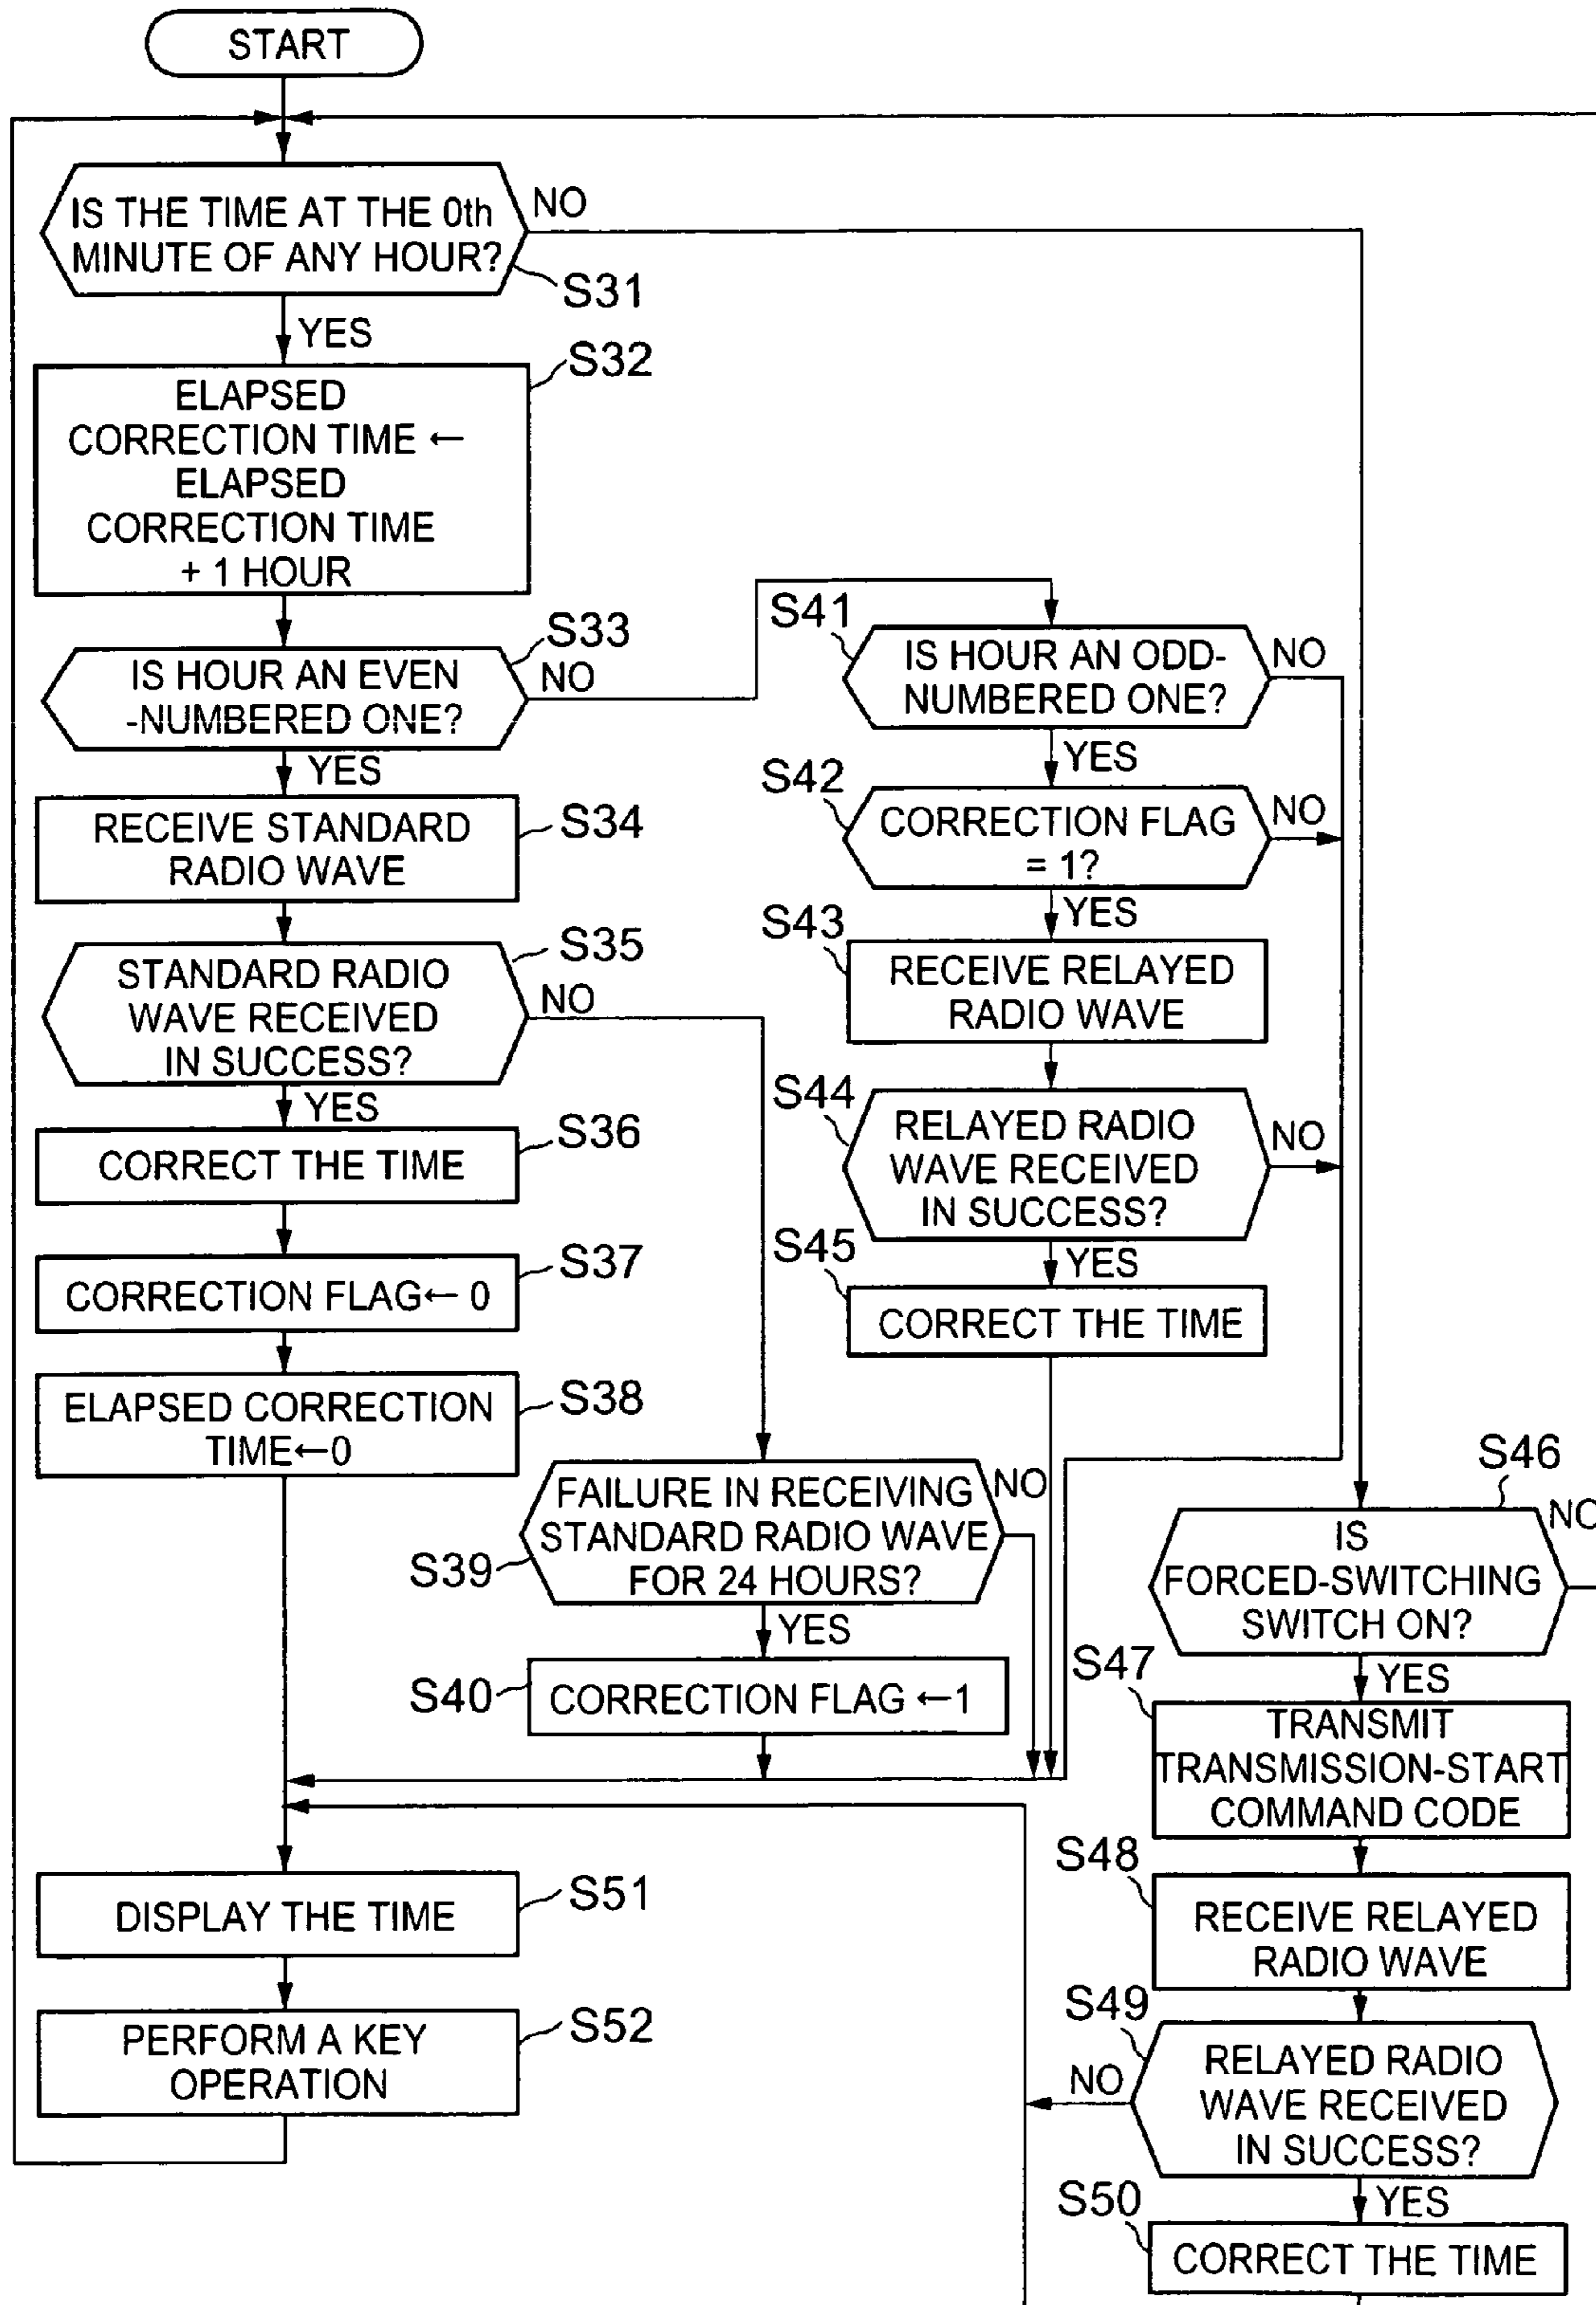 START
IS THE TIME AT THE 0th
MINUTE OF ANY HOUR?
NO
S31
YES
S32
ELAPSED
CORRECTION TIME ←
ELAPSED
CORRECTION TIME
+ 1 HOUR
S33
IS HOUR AN EVEN
-NUMBERED ONE?
NO
YES
S34
RECEIVE STANDARD
RADIO WAVE
S35
STANDARD RADIO
WAVE RECEIVED
IN SUCCESS?
NO
YES
S36
CORRECT THE TIME
S37
CORRECTION FLAG← 0
S38
ELAPSED CORRECTION
TIME←0
S39
FAILURE IN RECEIVING
STANDARD RADIO WAVE
FOR 24 HOURS?
NO
YES
S40
CORRECTION FLAG ←1
S41
IS HOUR AN ODD-
NUMBERED ONE?
NO
YES
S42
CORRECTION FLAG
= 1?
NO
YES
S43
RECEIVE RELAYED
RADIO WAVE
S44
RELAYED RADIO
WAVE RECEIVED
IN SUCCESS?
NO
YES
S45
CORRECT THE TIME
S46
IS
FORCED-SWITCHING
SWITCH ON?
NO
YES
S47
TRANSMIT
TRANSMISSION-START
COMMAND CODE
S48
RECEIVE RELAYED
RADIO WAVE
S49
RELAYED RADIO
WAVE RECEIVED
IN SUCCESS?
NO
YES
S50
CORRECT THE TIME
S51
DISPLAY THE TIME
S52
PERFORM A KEY
OPERATION